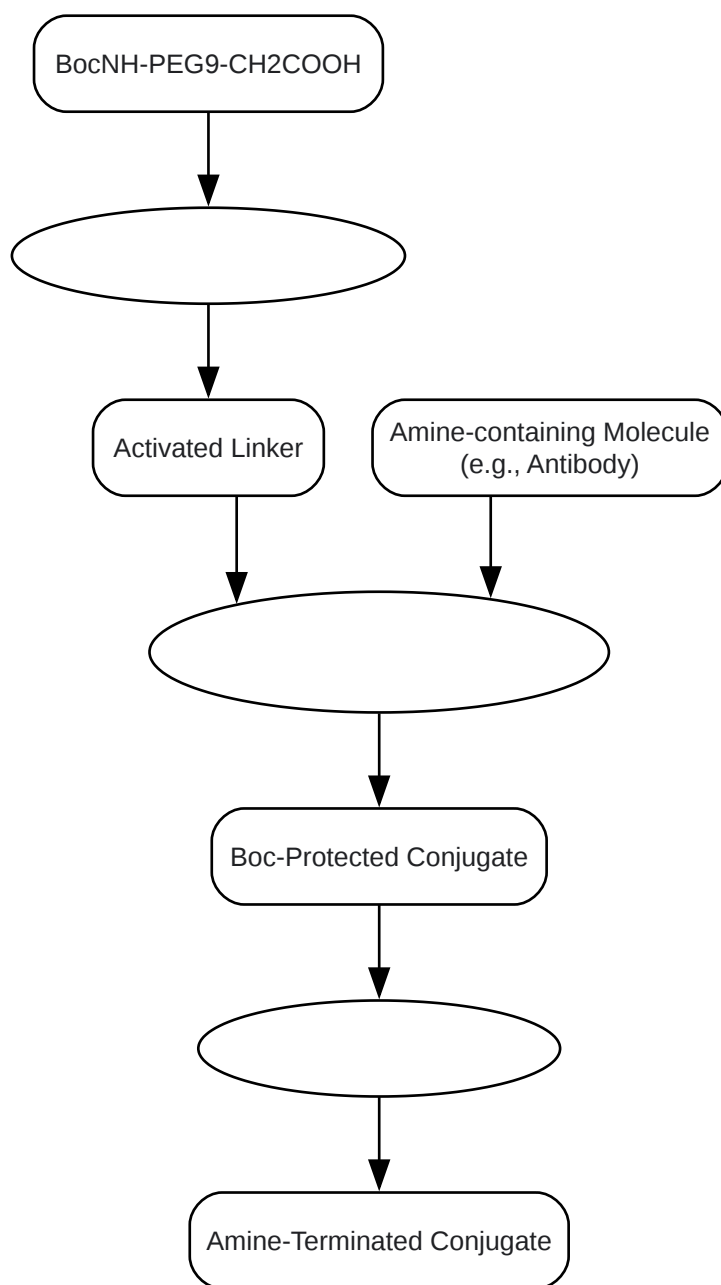 BocNH-PEG9-CH2COOH
Activated Linker
Amine-containing Molecule
(e.g., Antibody)
Boc-Protected Conjugate
Amine-Terminated Conjugate